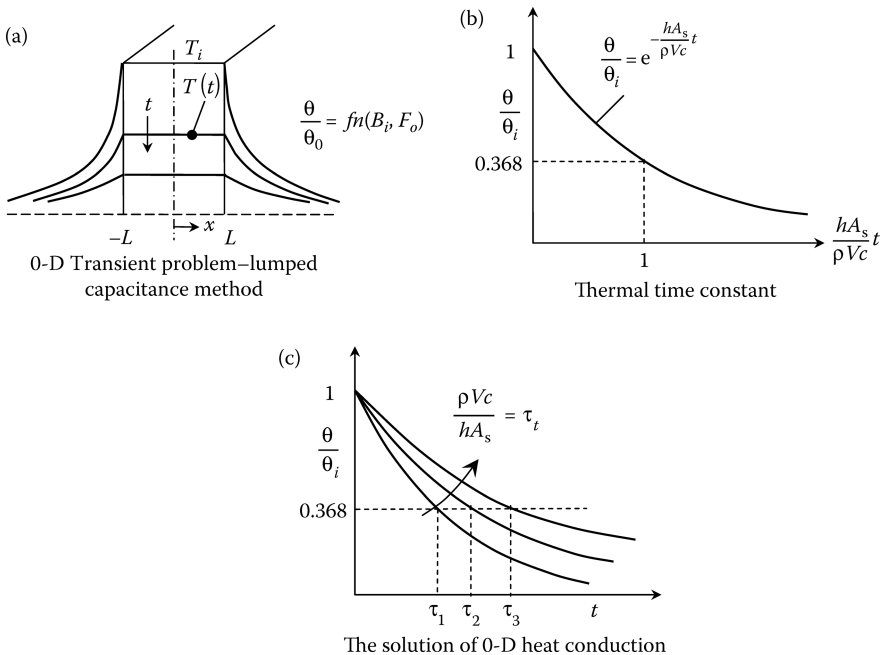 (a)
T_i
T(t)
t
θ/θ_0 = fn(B_i, F_o)
x
–L
L
0-D Transient problem–lumped
capacitance method
(b)
1
θ/θ_i = e^{–(hA_s/ρVc)t}
θ/θ_i
0.368
1
hA_s/ρVc t
Thermal time constant
(c)
1
ρVc/hA_s = τ_t
θ/θ_i
0.368
τ_1 τ_2 τ_3 t
The solution of 0-D heat conduction